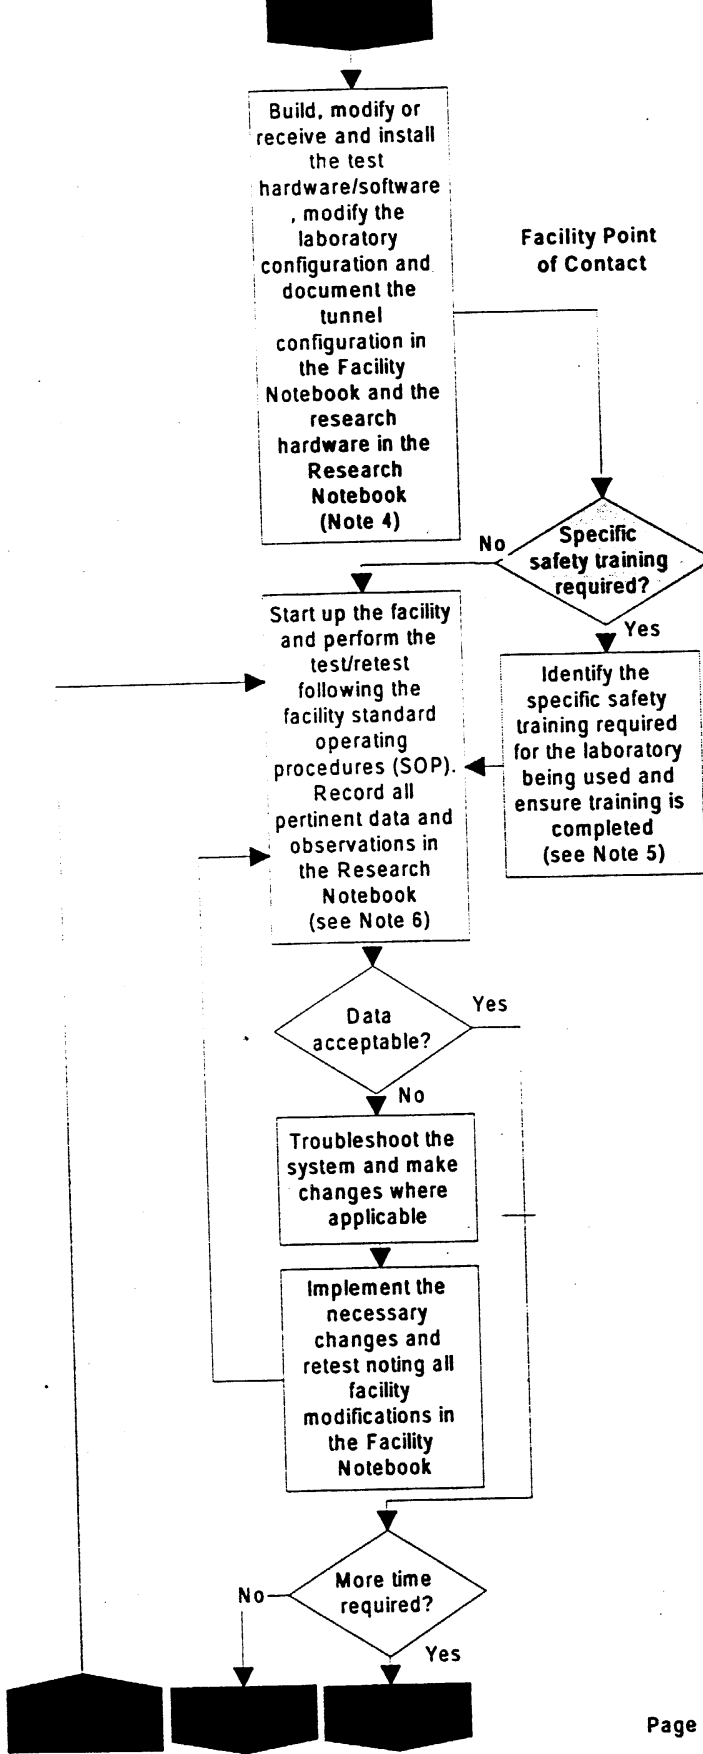 Build, modify or
receive and install
the test
hardware/software
, modify the
laboratory
configuration and
document the
tunnel
configuration in
the Facility
Notebook and the
research
hardware in the
Research
Notebook
(Note 4)
Facility Point
of Contact
Specific
safety training
required?
No
Yes
Start up the facility
and perform the
test/retest
following the
facility standard
operating
procedures (SOP).
Record all
pertinent data and
observations in
the Research
Notebook
(see Note 6)
Identify the
specific safety
training required
for the laboratory
being used and
ensure training is
completed
(see Note 5)
Data
acceptable?
Yes
No
Troubleshoot the
system and make
changes where
applicable
Implement the
necessary
changes and
retest noting all
facility
modifications in
the Facility
Notebook
More time
required?
No
Yes
Page